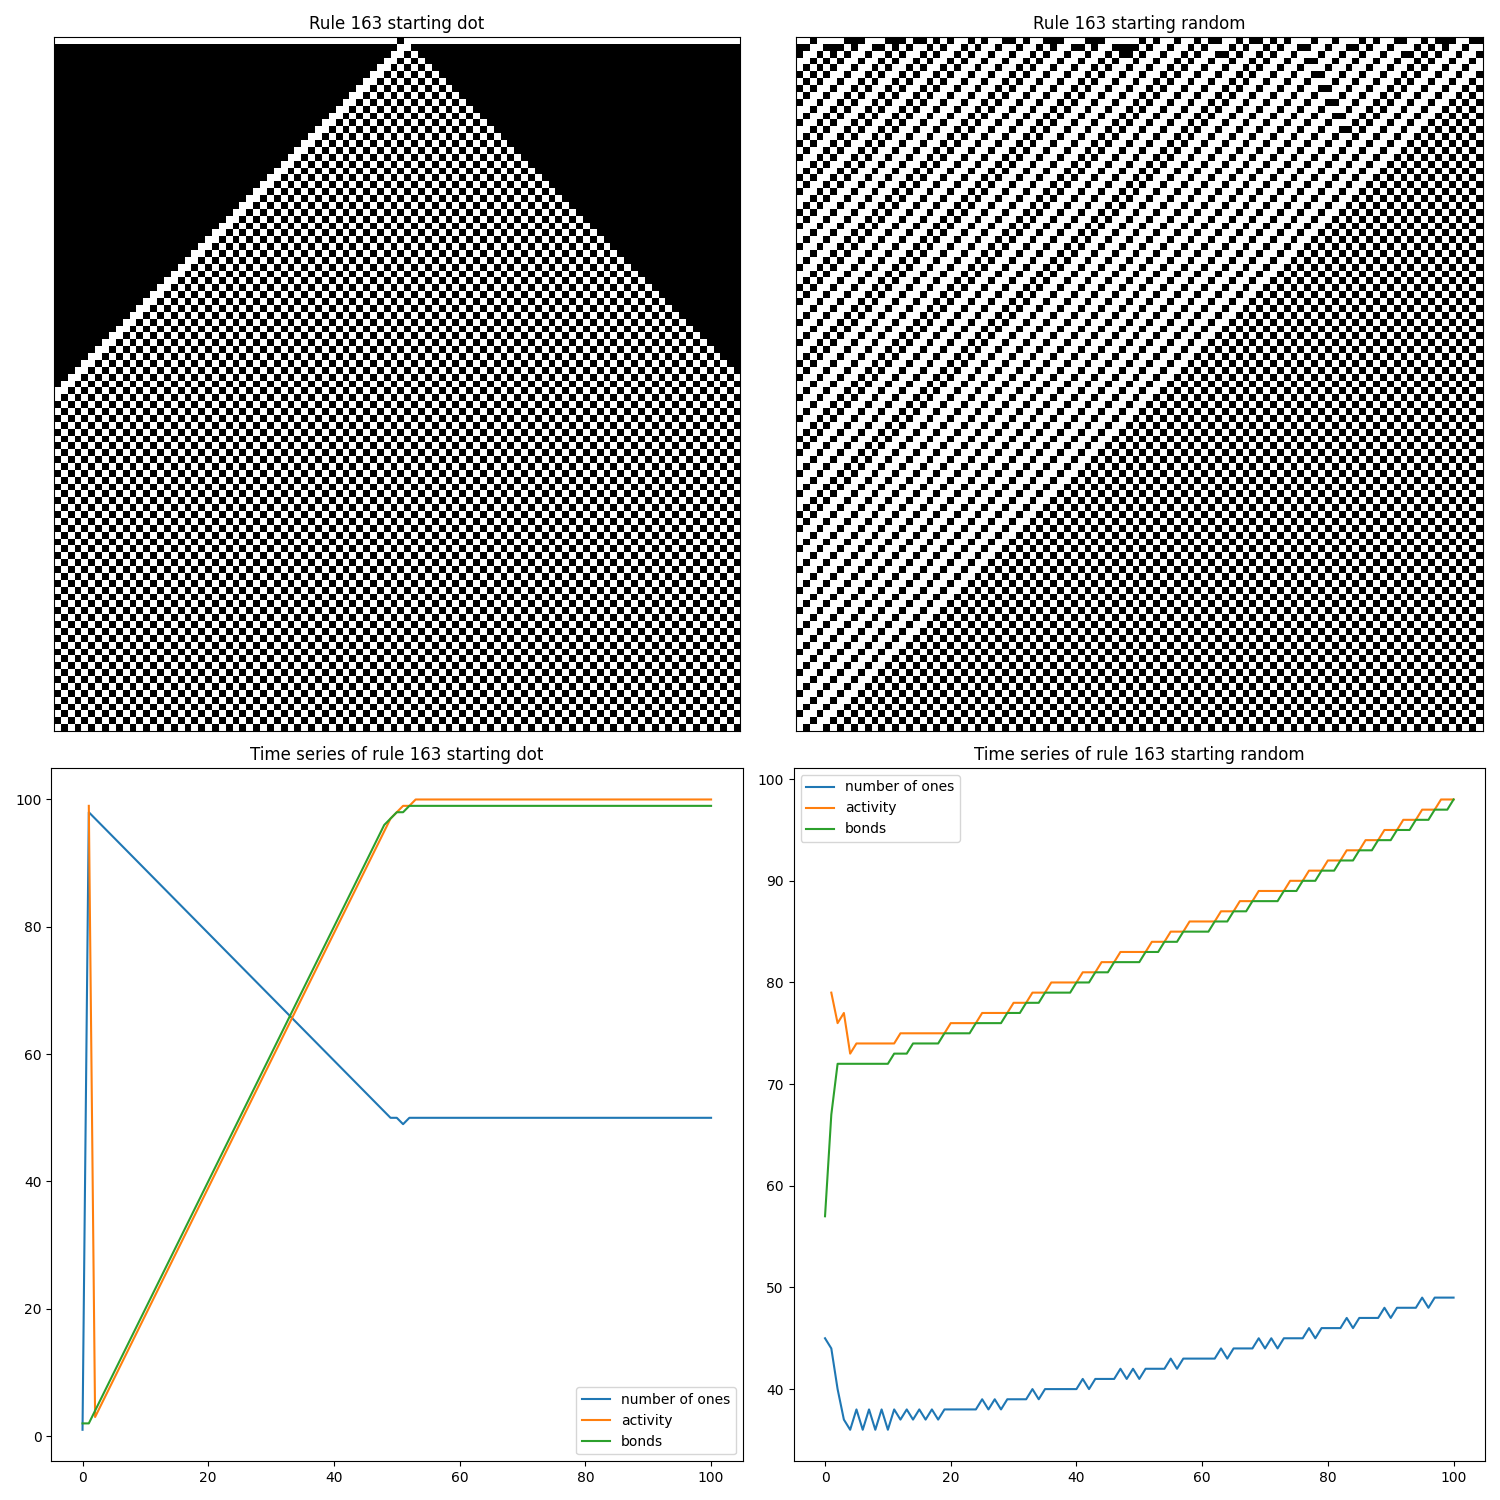 Rule 163 starting dot
Rule 163 starting random
Time series of rule 163 starting dot
100
80
60
40
20
0
0 20 40 60 80 100
number of ones
activity
bonds
Time series of rule 163 starting random
number of ones
activity
bonds
100
90
80
70
60
50
40
0 20 40 60 80 100